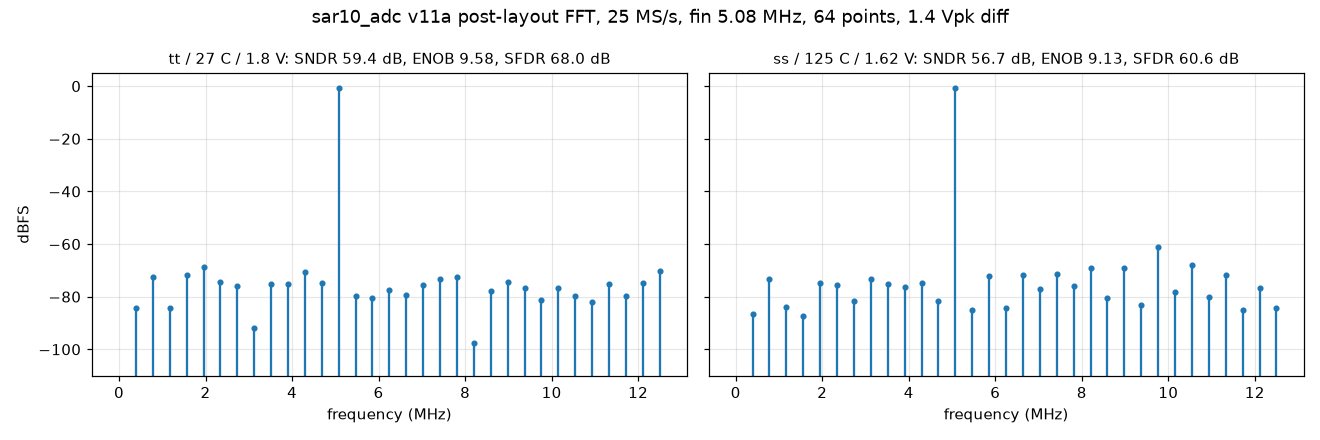 sar10_adc v11a post-layout FFT, 25 MS/s, fin 5.08 MHz, 64 points, 1.4 Vpk diff
tt / 27 C / 1.8 V: SNDR 59.4 dB, ENOB 9.58, SFDR 68.0 dB
ss / 125 C / 1.62 V: SNDR 56.7 dB, ENOB 9.13, SFDR 60.6 dB
dBFS
0
−20
−40
−60
−80
−100
0 2 4 6 8 10 12
frequency (MHz)
0 2 4 6 8 10 12
frequency (MHz)